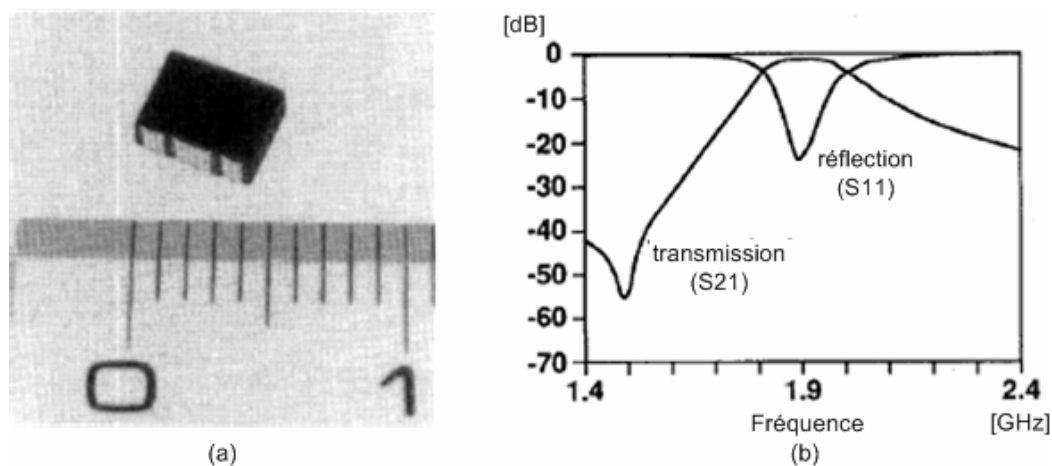 0 1
(a)
[dB]
0
-10
-20
-30
-40
-50
-60
-70
réflection
(S11)
transmission
(S21)
1.4 1.9 2.4
Fréquence [GHz]
(b)